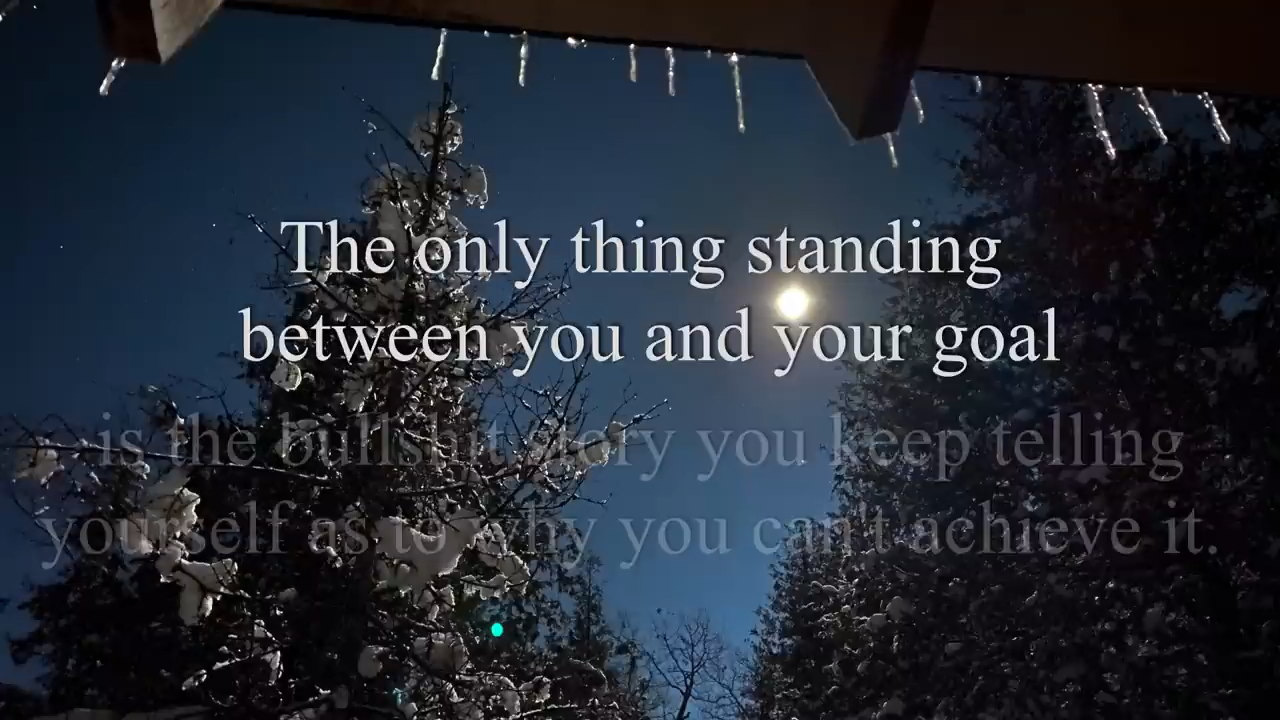 The only thing standing
between you and your goal
is the bullshit story you keep telling
yourself as to why you can't achieve it.